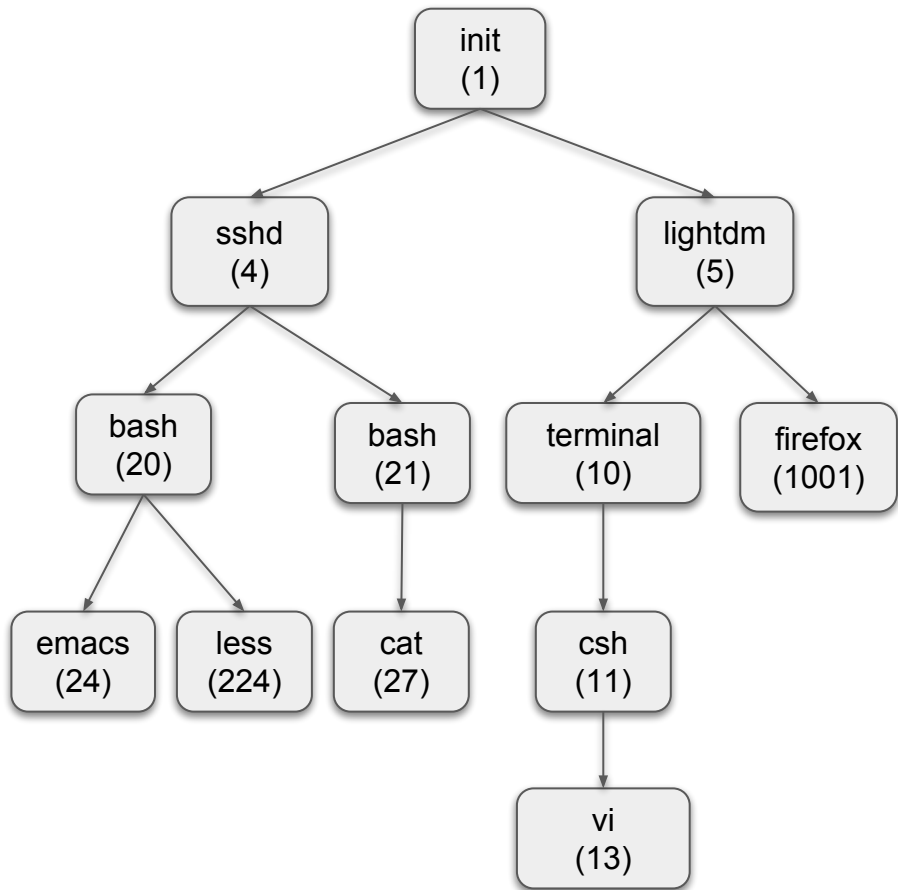 init
(1)
sshd
(4)
lightdm
(5)
bash
(20)
bash
(21)
terminal
(10)
firefox
(1001)
emacs
(24)
less
(224)
cat
(27)
csh
(11)
vi
(13)